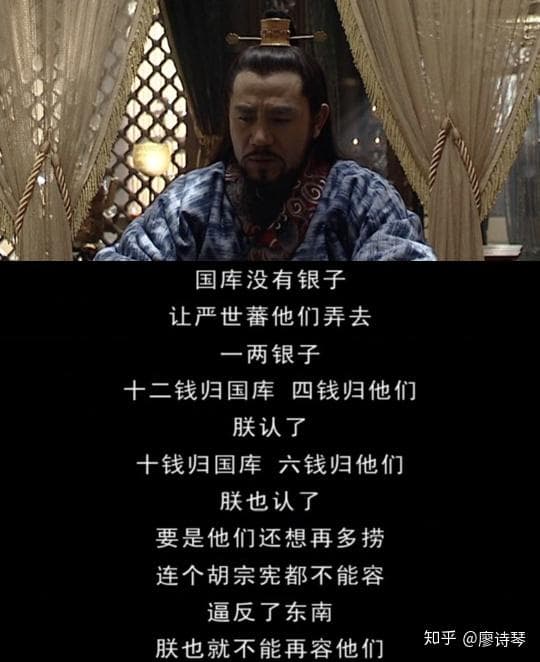 国库没有银子
让严世蕃他们弄去
一两银子
十二钱归国库 四钱归他们
朕认了
十钱归国库 六钱归他们
朕也认了
要是他们还想再多捞
连个胡宗宪都不能容
逼反了东南
朕也就不能再容他们
知乎 @廖诗琴